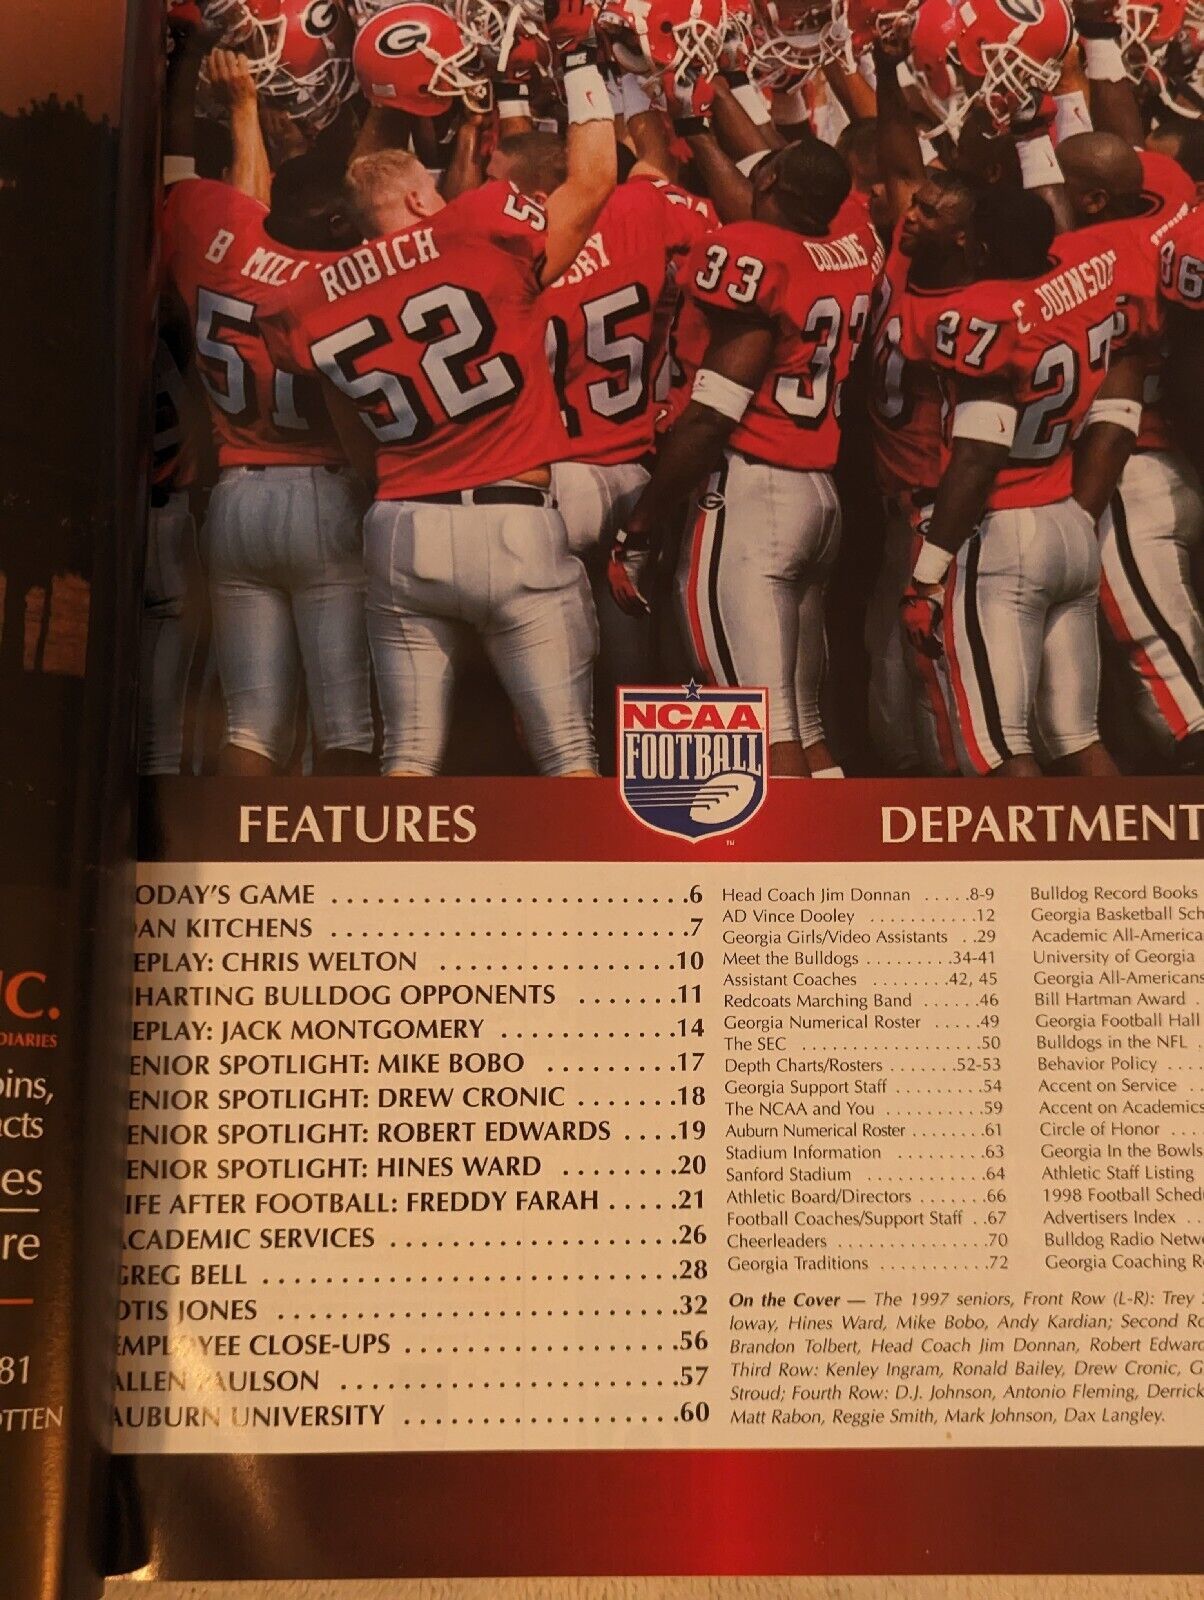 B MIL
ROBICH
51
52
52
15
33
COLLINS
33
27
C. JOHNSON
27
G
NCAA
FOOTBALL
TM
FEATURES
DEPARTMENT
ODAY'S GAME ..........................6
AN KITCHENS ..........................7
EPLAY: CHRIS WELTON .................10
HARTING BULLDOG OPPONENTS .......11
EPLAY: JACK MONTGOMERY .............14
ENIOR SPOTLIGHT: MIKE BOBO .........17
ENIOR SPOTLIGHT: DREW CRONIC ......18
ENIOR SPOTLIGHT: ROBERT EDWARDS ....19
ENIOR SPOTLIGHT: HINES WARD ........20
IFE AFTER FOOTBALL: FREDDY FARAH .....21
CADEMIC SERVICES .....................26
GREG BELL ..............................28
OTIS JONES .............................32
EMPLOYEE CLOSE-UPS ....................56
ALLEN PAULSON ........................57
AUBURN UNIVERSITY ....................60
Head Coach Jim Donnan .....8-9
AD Vince Dooley ...........12
Georgia Girls/Video Assistants ..29
Meet the Bulldogs .........34-41
Assistant Coaches ........42, 45
Redcoats Marching Band ......46
Georgia Numerical Roster .....49
The SEC ..................50
Depth Charts/Rosters .......52-53
Georgia Support Staff ........54
The NCAA and You ..........59
Auburn Numerical Roster .......61
Stadium Information .........63
Sanford Stadium ............64
Athletic Board/Directors .......66
Football Coaches/Support Staff ..67
Cheerleaders ...............70
Georgia Traditions ...........72
Bulldog Record Books
Georgia Basketball Sch
Academic All-America
University of Georgia
Georgia All-Americans
Bill Hartman Award .
Georgia Football Hall
Bulldogs in the NFL .
Behavior Policy ....
Accent on Service
Accent on Academics
Circle of Honor ....
Georgia In the Bowls
Athletic Staff Listing
1998 Football Sched
Advertisers Index ..
Bulldog Radio Netw
Georgia Coaching R
On the Cover — The 1997 seniors, Front Row (L-R): Trey
loway, Hines Ward, Mike Bobo, Andy Kardian; Second Ro
Brandon Tolbert, Head Coach Jim Donnan, Robert Edward
Third Row: Kenley Ingram, Ronald Bailey, Drew Cronic, G
Stroud; Fourth Row: D.J. Johnson, Antonio Fleming, Derrick
Matt Rabon, Reggie Smith, Mark Johnson, Dax Langley.
C.
DIARIES
ins,
cts
es
re
81
OTTEN